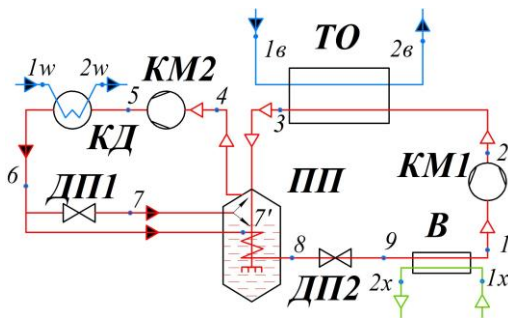 1в ТО 2в
1w 2w КМ2
5 4
КД
3
2
КМ1
6 ДП1 7 ПП
7'
8 9 В 1
ДП2 2х 1х